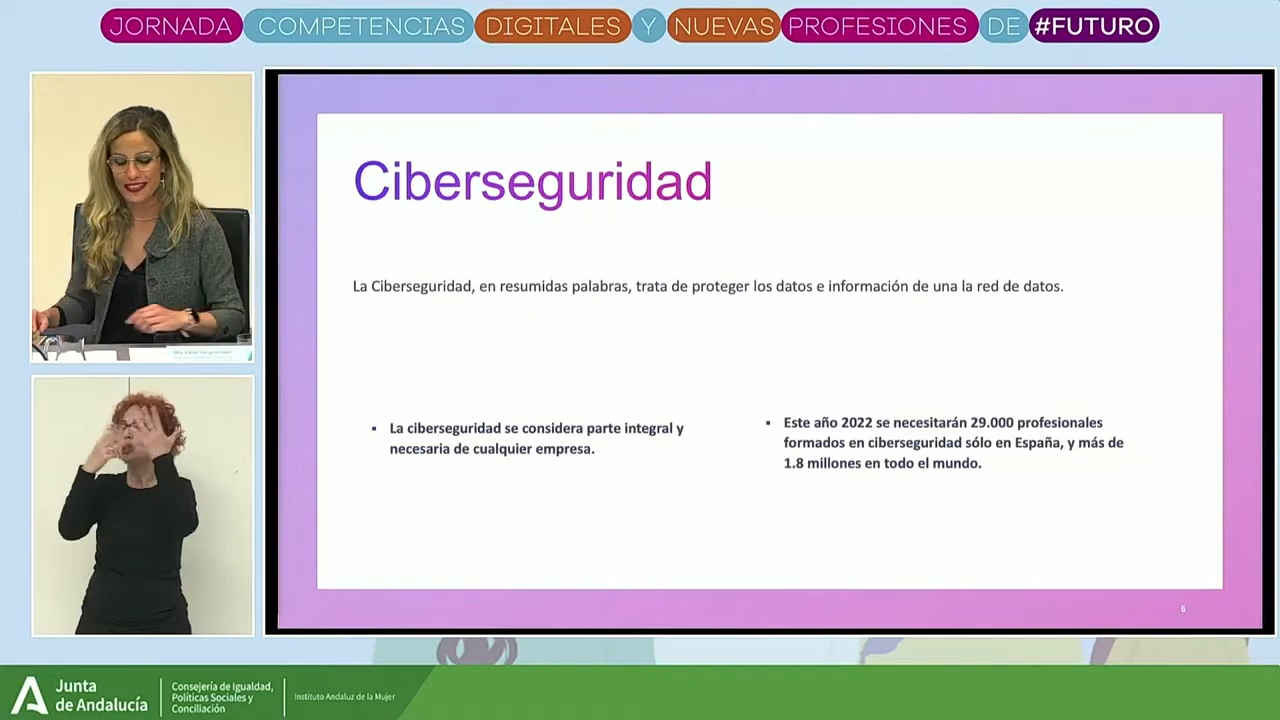 JORNADA COMPETENCIAS DIGITALES Y NUEVAS PROFESIONES DE #FUTURO
Ciberseguridad
La Ciberseguridad, en resumidas palabras, trata de proteger los datos e información de una la red de datos.
▪ La ciberseguridad se considera parte integral y
necesaria de cualquier empresa.
▪ Este año 2022 se necesitarán 29.000 profesionales
formados en ciberseguridad sólo en España, y más de
1.8 millones en todo el mundo.
6
Junta
de Andalucía
Consejería de Igualdad,
Políticas Sociales y
Conciliación
Instituto Andaluz de la Mujer